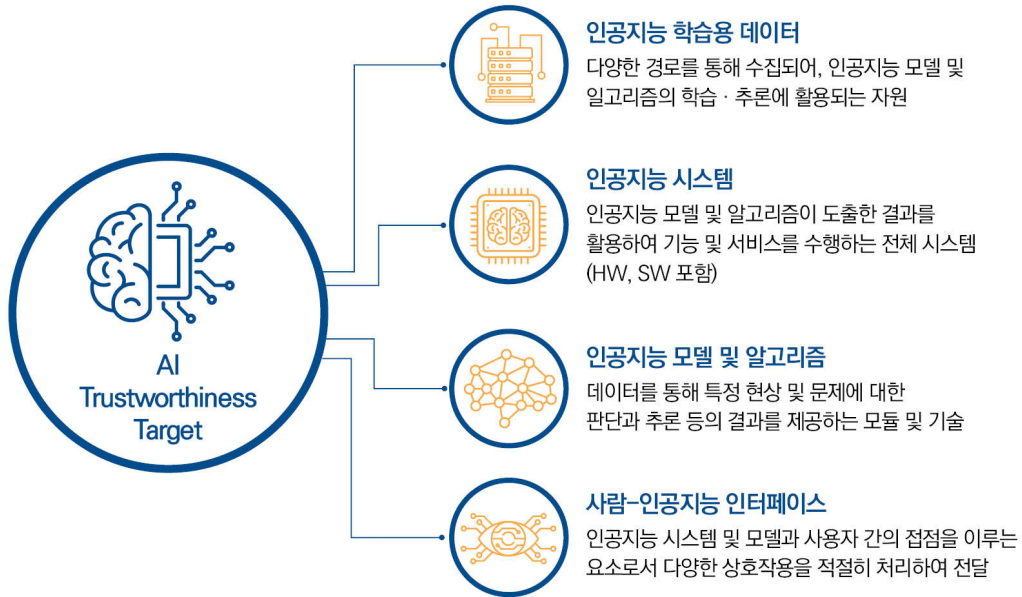 AI
Trustworthiness
Target
인공지능 학습용 데이터
다양한 경로를 통해 수집되어, 인공지능 모델 및
일고리즘의 학습 · 추론에 활용되는 자원
인공지능 시스템
인공지능 모델 및 알고리즘이 도출한 결과를
활용하여 기능 및 서비스를 수행하는 전체 시스템
(HW, SW 포함)
인공지능 모델 및 알고리즘
데이터를 통해 특정 현상 및 문제에 대한
판단과 추론 등의 결과를 제공하는 모듈 및 기술
사람-인공지능 인터페이스
인공지능 시스템 및 모델과 사용자 간의 접점을 이루는
요소로서 다양한 상호작용을 적절히 처리하여 전달